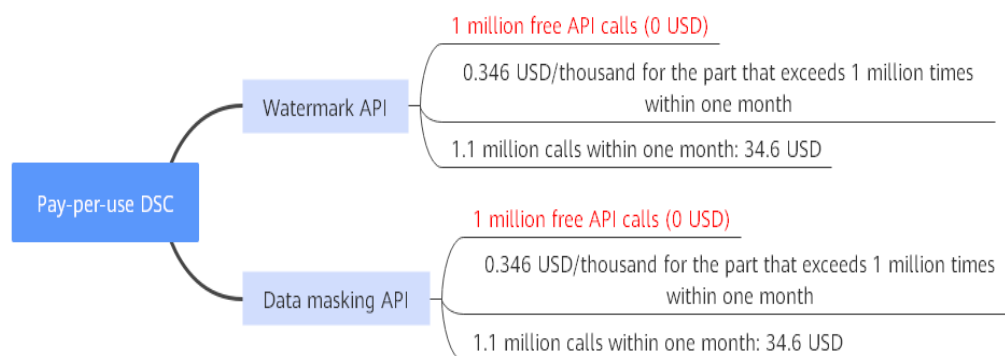 1 million free API calls (0 USD)
0.346 USD/thousand for the part that exceeds 1 million times
within one month
Watermark API
1.1 million calls within one month: 34.6 USD
Pay-per-use DSC
1 million free API calls (0 USD)
0.346 USD/thousand for the part that exceeds 1 million times
within one month
Data masking API
1.1 million calls within one month: 34.6 USD